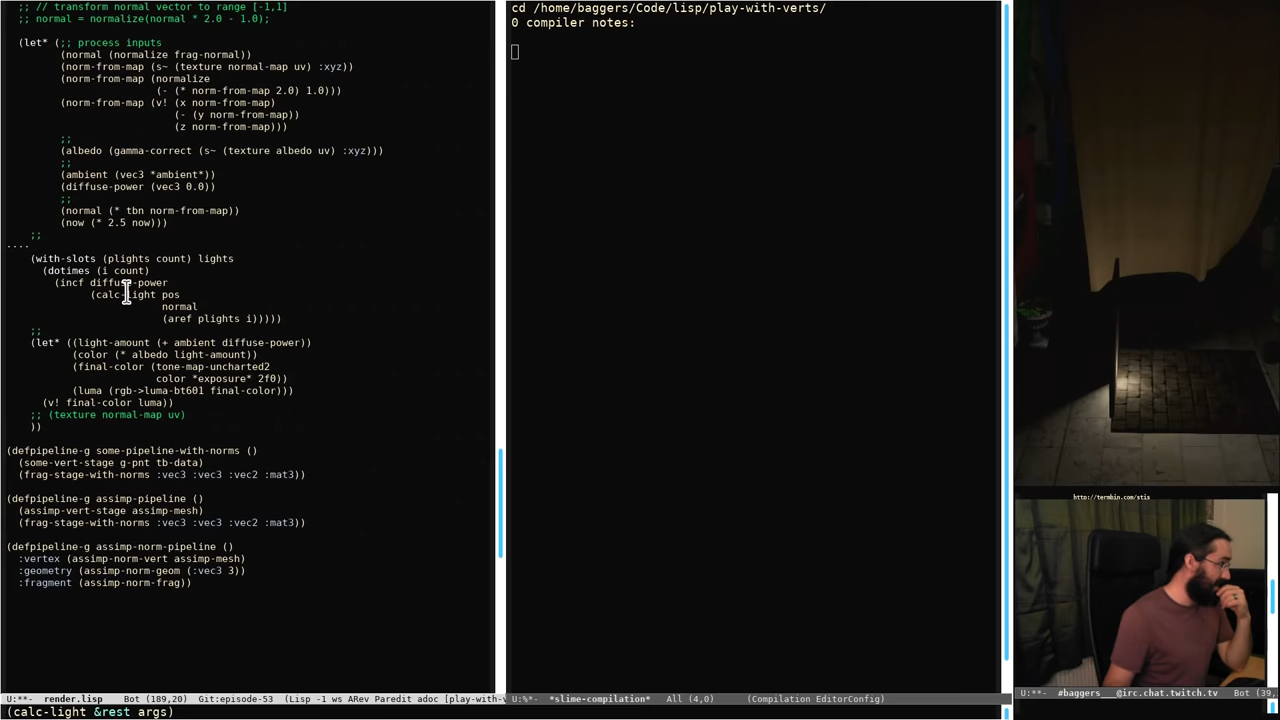 ;; // transform normal vector to range [-1,1]
;; normal = normalize(normal * 2.0 - 1.0);
(let* (;; process inputs
(normal (normalize frag-normal))
(norm-from-map (s~ (texture normal-map uv) :xyz))
(norm-from-map (normalize
(- (* norm-from-map 2.0) 1.0)))
(norm-from-map (v! (x norm-from-map)
(- (y norm-from-map))
(z norm-from-map)))
;;
(albedo (gamma-correct (s~ (texture albedo uv) :xyz)))
;;
(ambient (vec3 *ambient*))
(diffuse-power (vec3 0.0))
;;
(normal (* tbn norm-from-map))
(now (* 2.5 now)))
;;
....
(with-slots (plights count) lights
(dotimes (i count)
(incf diffuse-power
(calc-light pos
normal
(aref plights i)))))
;;
(let* ((light-amount (+ ambient diffuse-power))
(color (* albedo light-amount))
(final-color (tone-map-uncharted2
color *exposure* 2f0))
(luma (rgb->luma-bt601 final-color)))
(v! final-color luma))
;; (texture normal-map uv)
))
(defpipeline-g some-pipeline-with-norms ()
(some-vert-stage g-pnt tb-data)
(frag-stage-with-norms :vec3 :vec3 :vec2 :mat3))
(defpipeline-g assimp-pipeline ()
(assimp-vert-stage assimp-mesh)
(frag-stage-with-norms :vec3 :vec3 :vec2 :mat3))
(defpipeline-g assimp-norm-pipeline ()
:vertex (assimp-norm-vert assimp-mesh)
:geometry (assimp-norm-geom (:vec3 3))
:fragment (assimp-norm-frag))
U:**-  render.lisp    Bot (189,20)  Git:episode-53  (Lisp -1 ws ARev Paredit adoc [play-with-v
(calc-light &rest args)
cd /home/baggers/Code/lisp/play-with-verts/
0 compiler notes:
U:%*-  *slime-compilation*   All (4,0)     (Compilation EditorConfig)
http://termbin.com/stis
U:**-  #baggers__ @irc.chat.twitch.tv   Bot (39,